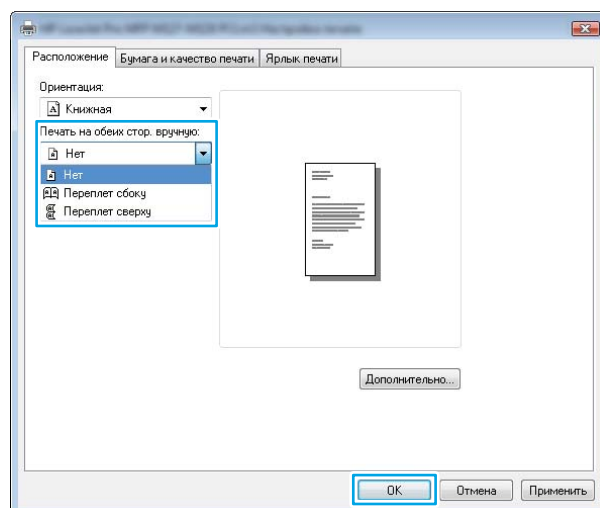 Расположение Бумага и качество печати Ярлык печати
Ориентация:
A Книжная
Печать на обеих стор. вручную:
Нет
Нет
Переплет сбоку
Переплет сверху
Дополнительно...
OK Отмена Применить